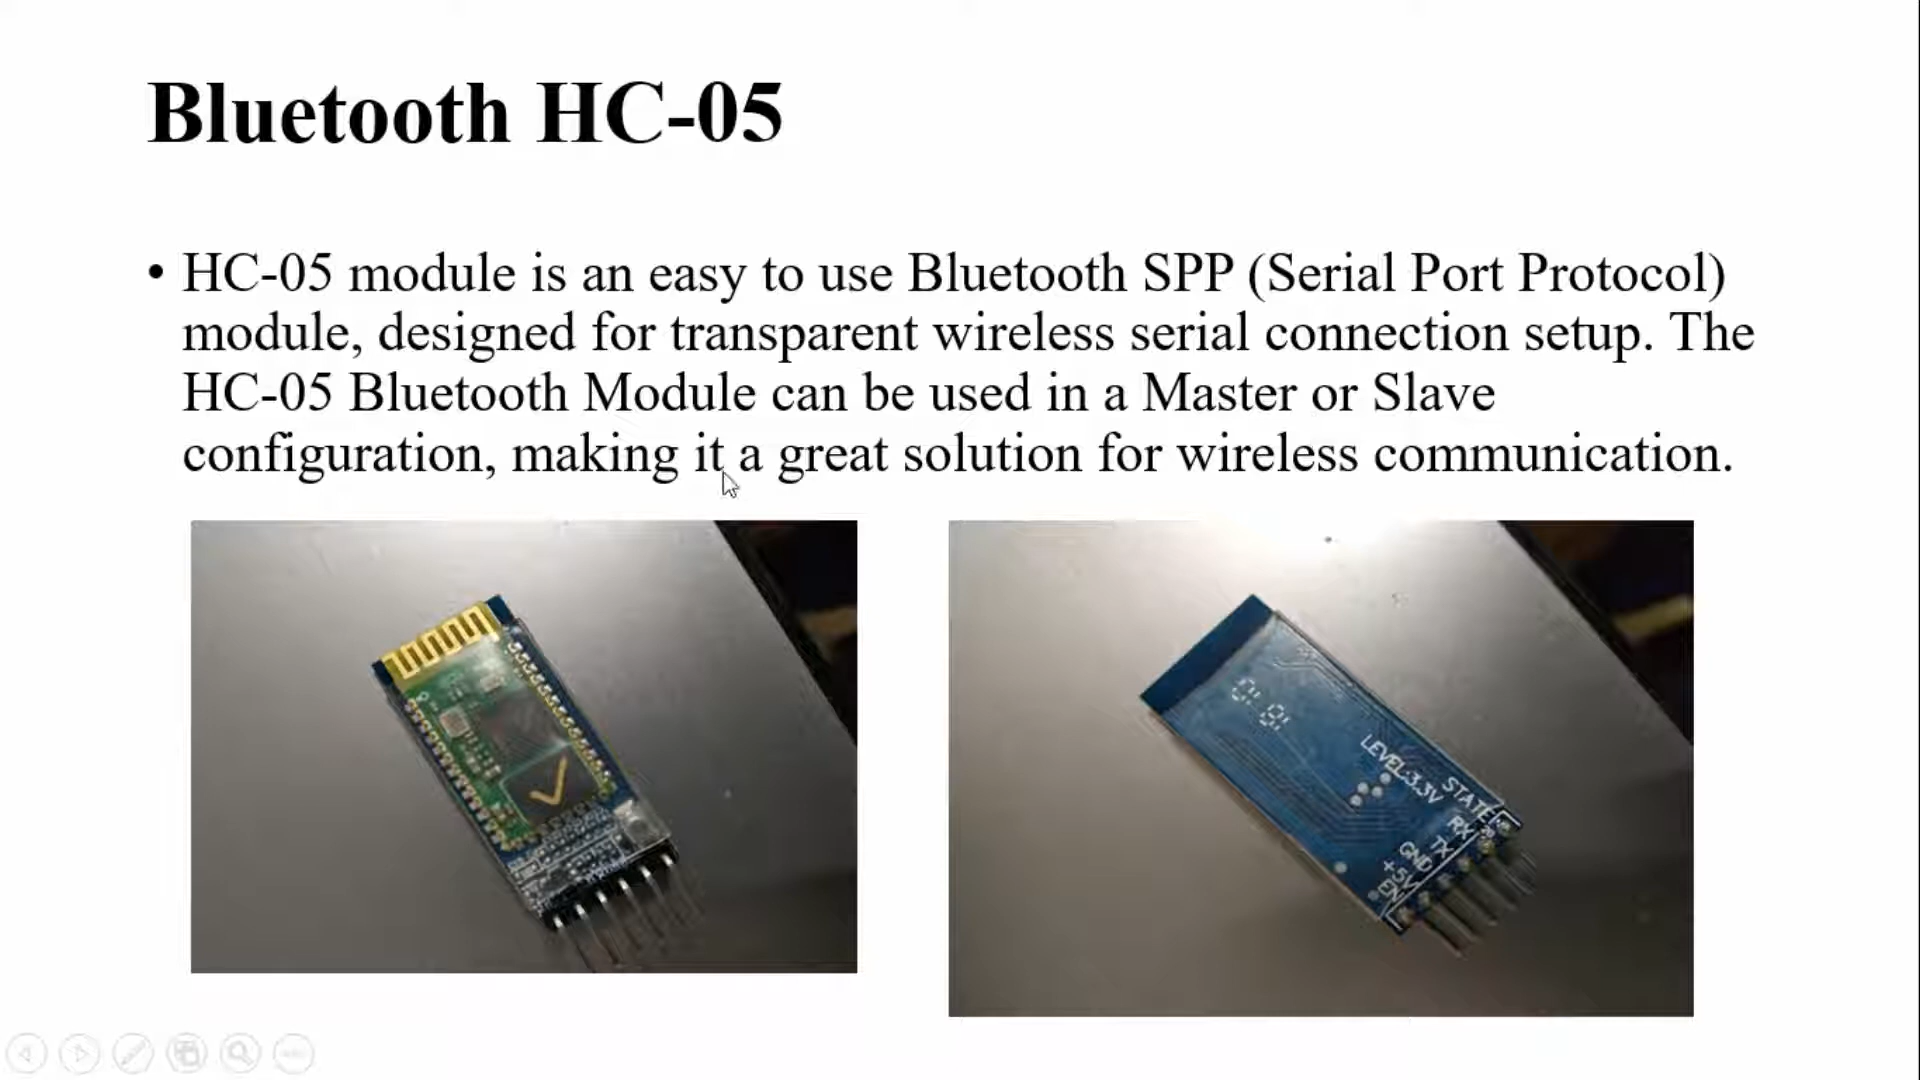 Bluetooth HC-05
• HC-05 module is an easy to use Bluetooth SPP (Serial Port Protocol)
module, designed for transparent wireless serial connection setup. The
HC-05 Bluetooth Module can be used in a Master or Slave
configuration, making it a great solution for wireless communication.
LEVEL:3.3V
STATE
RX
TX
GND
+5V
EN